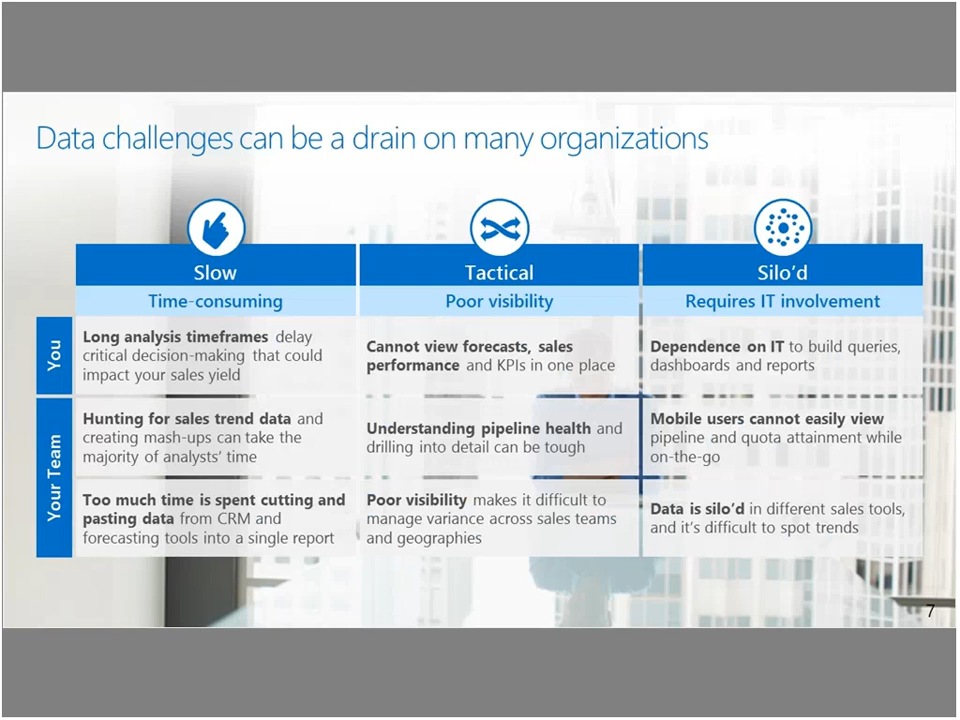 Data challenges can be a drain on many organizations
Slow
Time-consuming
Tactical
Poor visibility
Silo’d
Requires IT involvement
You
Long analysis timeframes delay
critical decision-making that could
impact your sales yield
Cannot view forecasts, sales
performance and KPIs in one place
Dependence on IT to build queries,
dashboards and reports
Your Team
Hunting for sales trend data and
creating mash-ups can take the
majority of analysts’ time
Understanding pipeline health and
drilling into detail can be tough
Mobile users cannot easily view
pipeline and quota attainment while
on-the-go
Too much time is spent cutting and
pasting data from CRM and
forecasting tools into a single report
Poor visibility makes it difficult to
manage variance across sales teams
and geographies
Data is silo’d in different sales tools,
and it’s difficult to spot trends
7